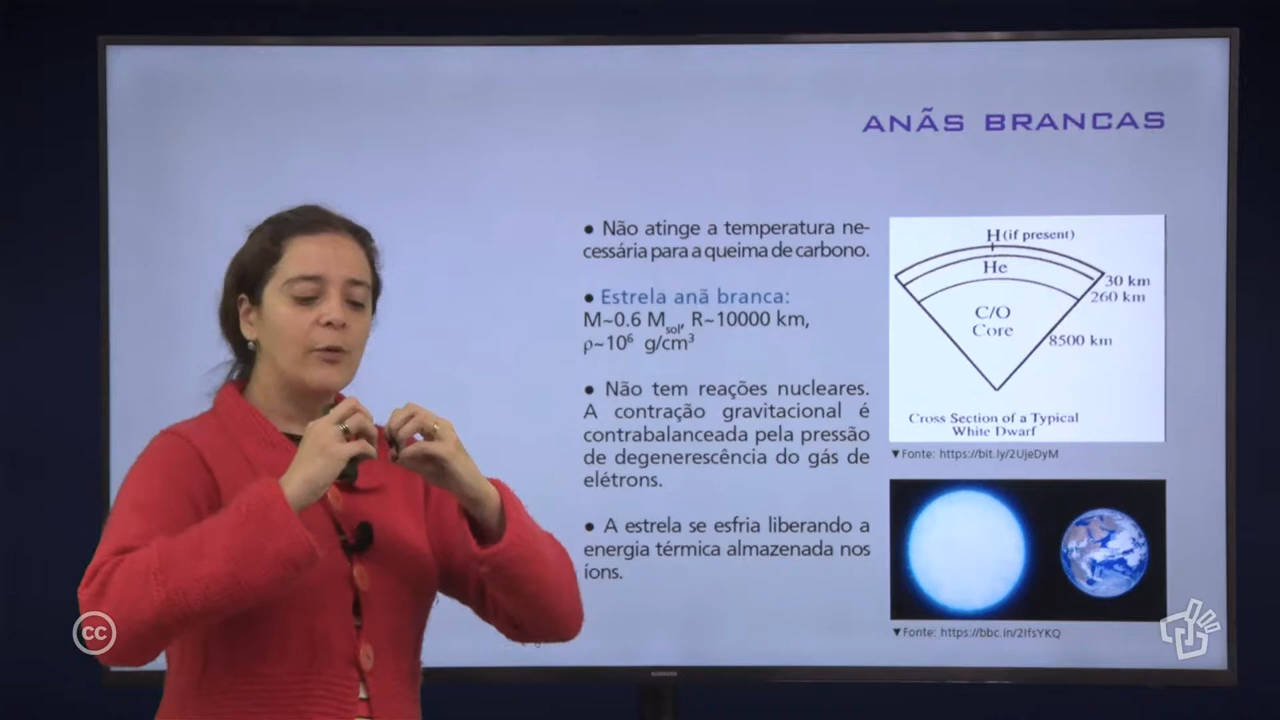 ANÃS BRANCAS
● Não atinge a temperatura ne-
cessária para a queima de carbono.
● Estrela anã branca:
M~0.6 Msol, R~10000 km,
ρ~10⁶ g/cm³
● Não tem reações nucleares.
A contração gravitacional é
contrabalanceada pela pressão
de degenerescência do gás de
elétrons.
● A estrela se esfria liberando a
energia térmica almazenada nos
íons.
H (if present)
He
30 km
260 km
C/O
Core
8500 km
Cross Section of a Typical
White Dwarf
▼Fonte: https://bit.ly/2UjeDyM
▼Fonte: https://bbc.in/2IfsYKQ
SAMSUNG
cc